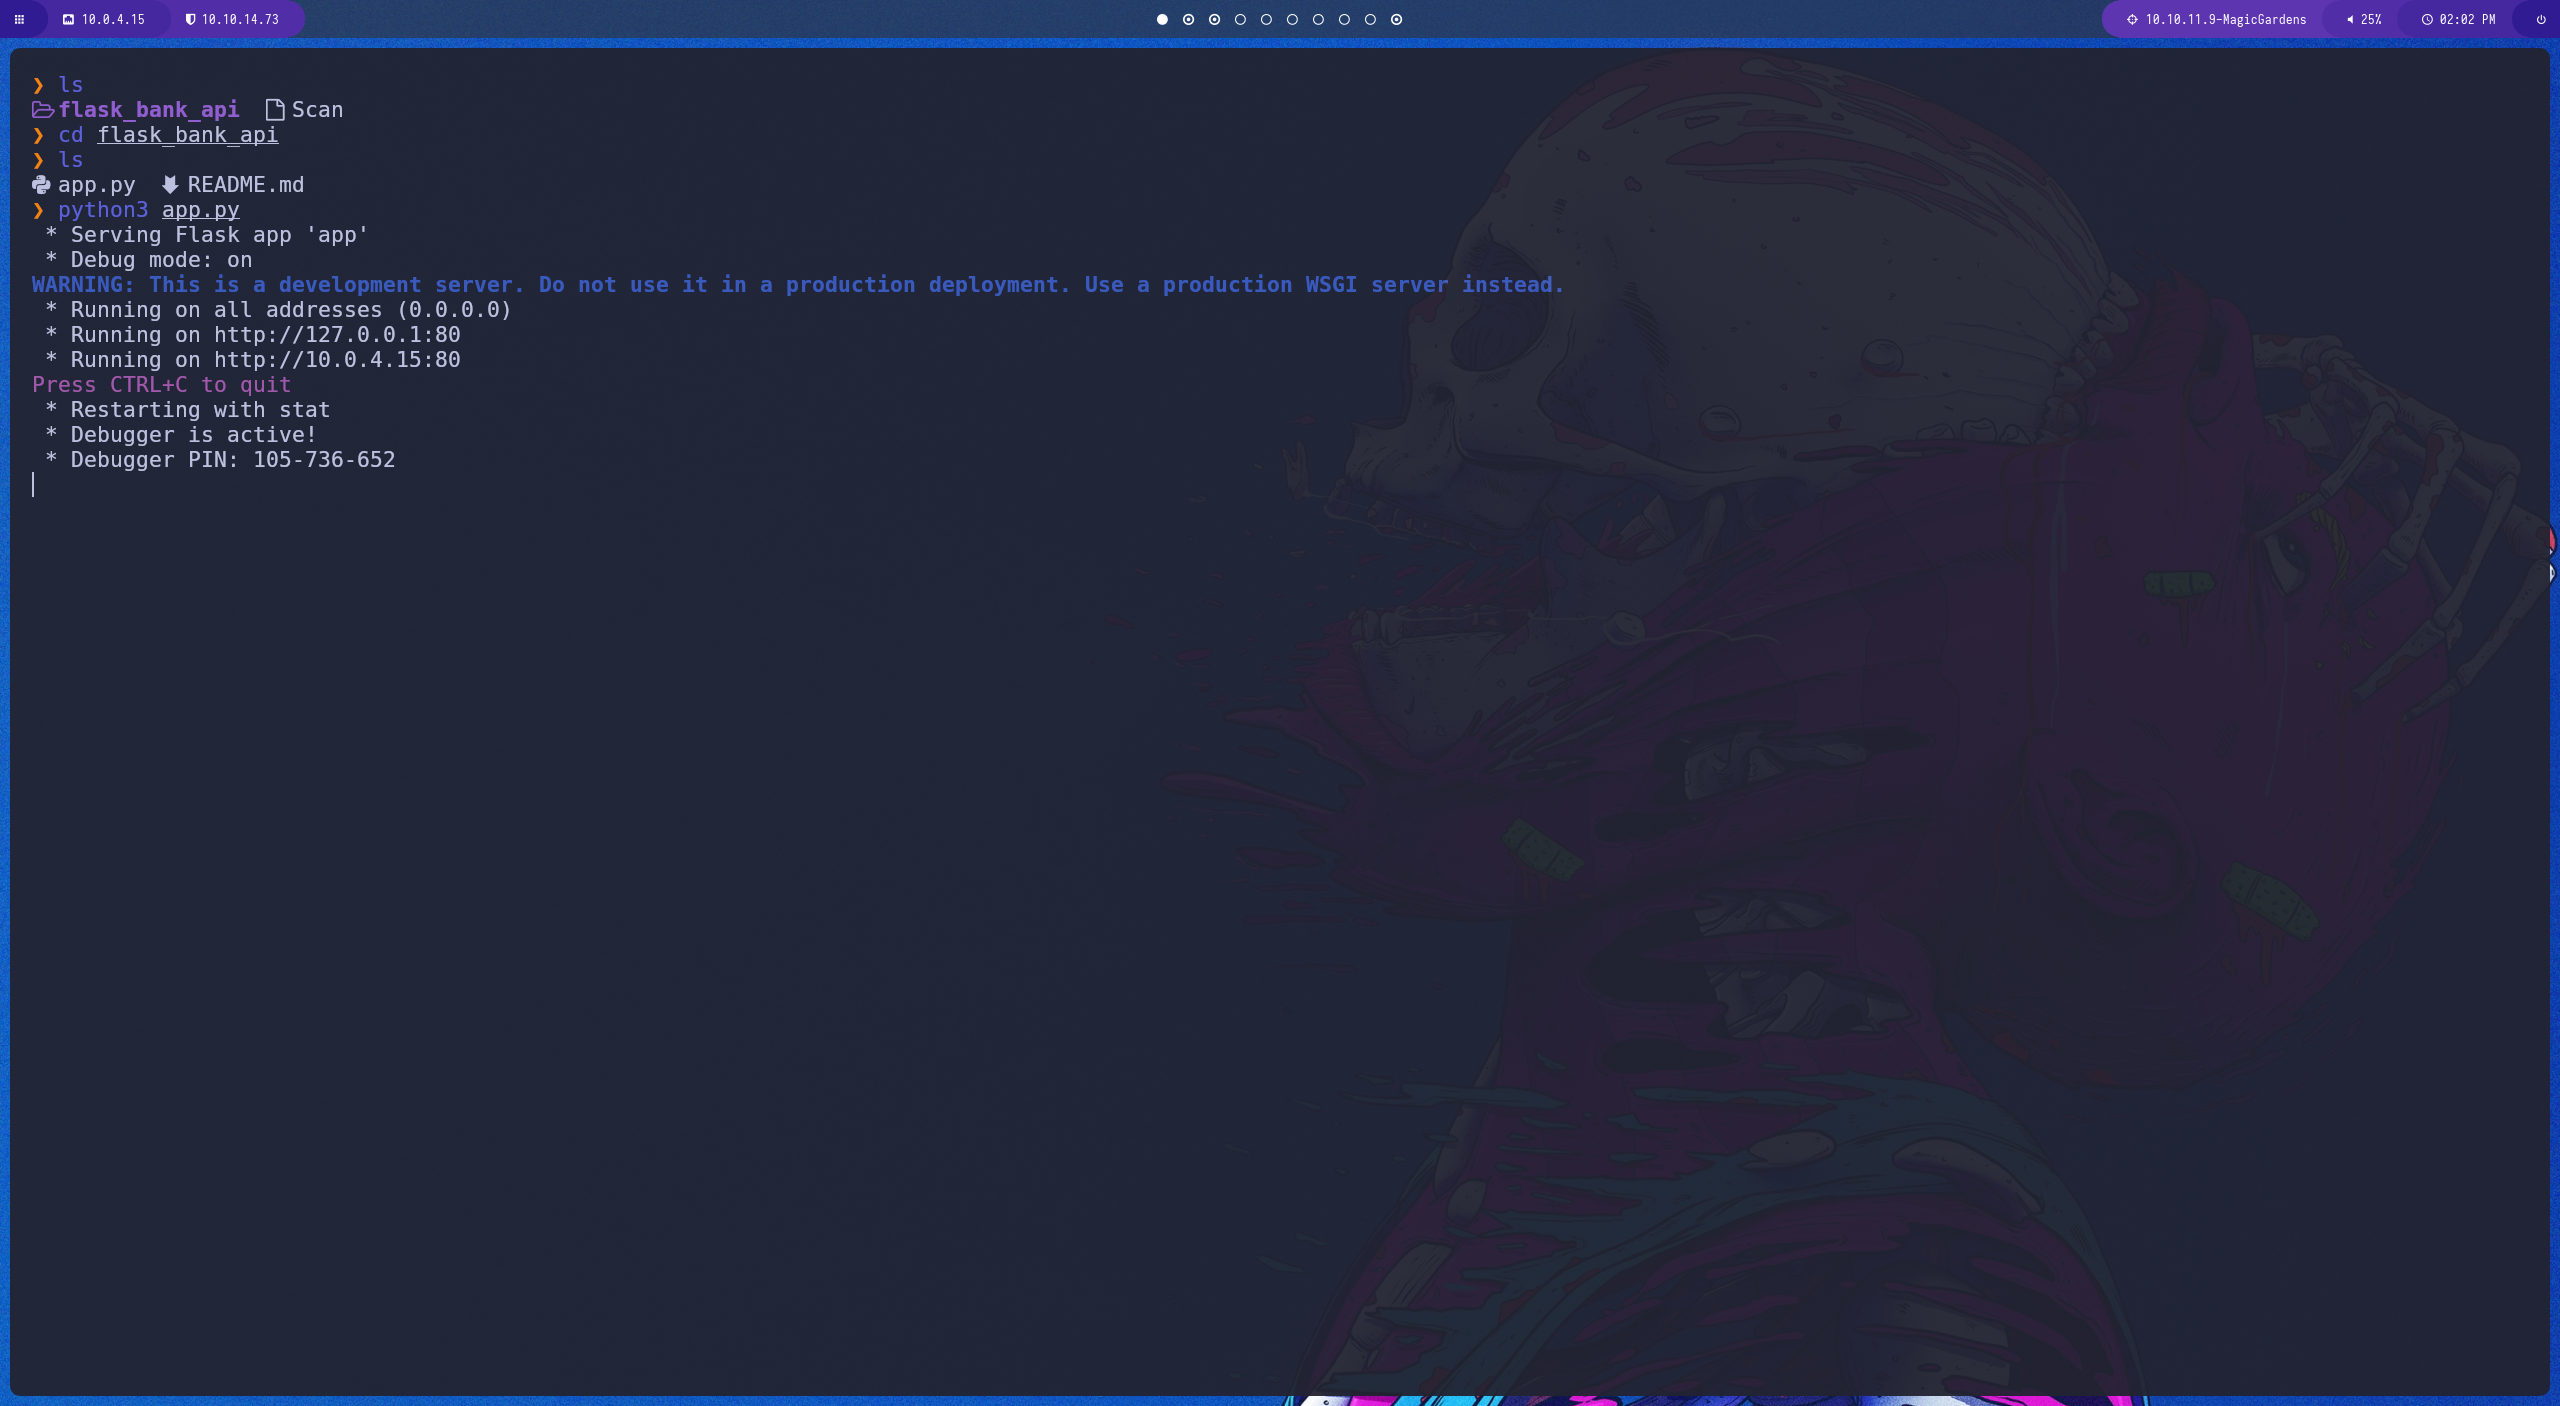 10.0.4.15 10.10.14.73 10.10.11.9-MagicGardens 25% 02:02 PM
❯ ls
flask_bank_api Scan
❯ cd flask_bank_api
❯ ls
app.py README.md
❯ python3 app.py
* Serving Flask app 'app'
* Debug mode: on
WARNING: This is a development server. Do not use it in a production deployment. Use a production WSGI server instead.
* Running on all addresses (0.0.0.0)
* Running on http://127.0.0.1:80
* Running on http://10.0.4.15:80
Press CTRL+C to quit
* Restarting with stat
* Debugger is active!
* Debugger PIN: 105-736-652